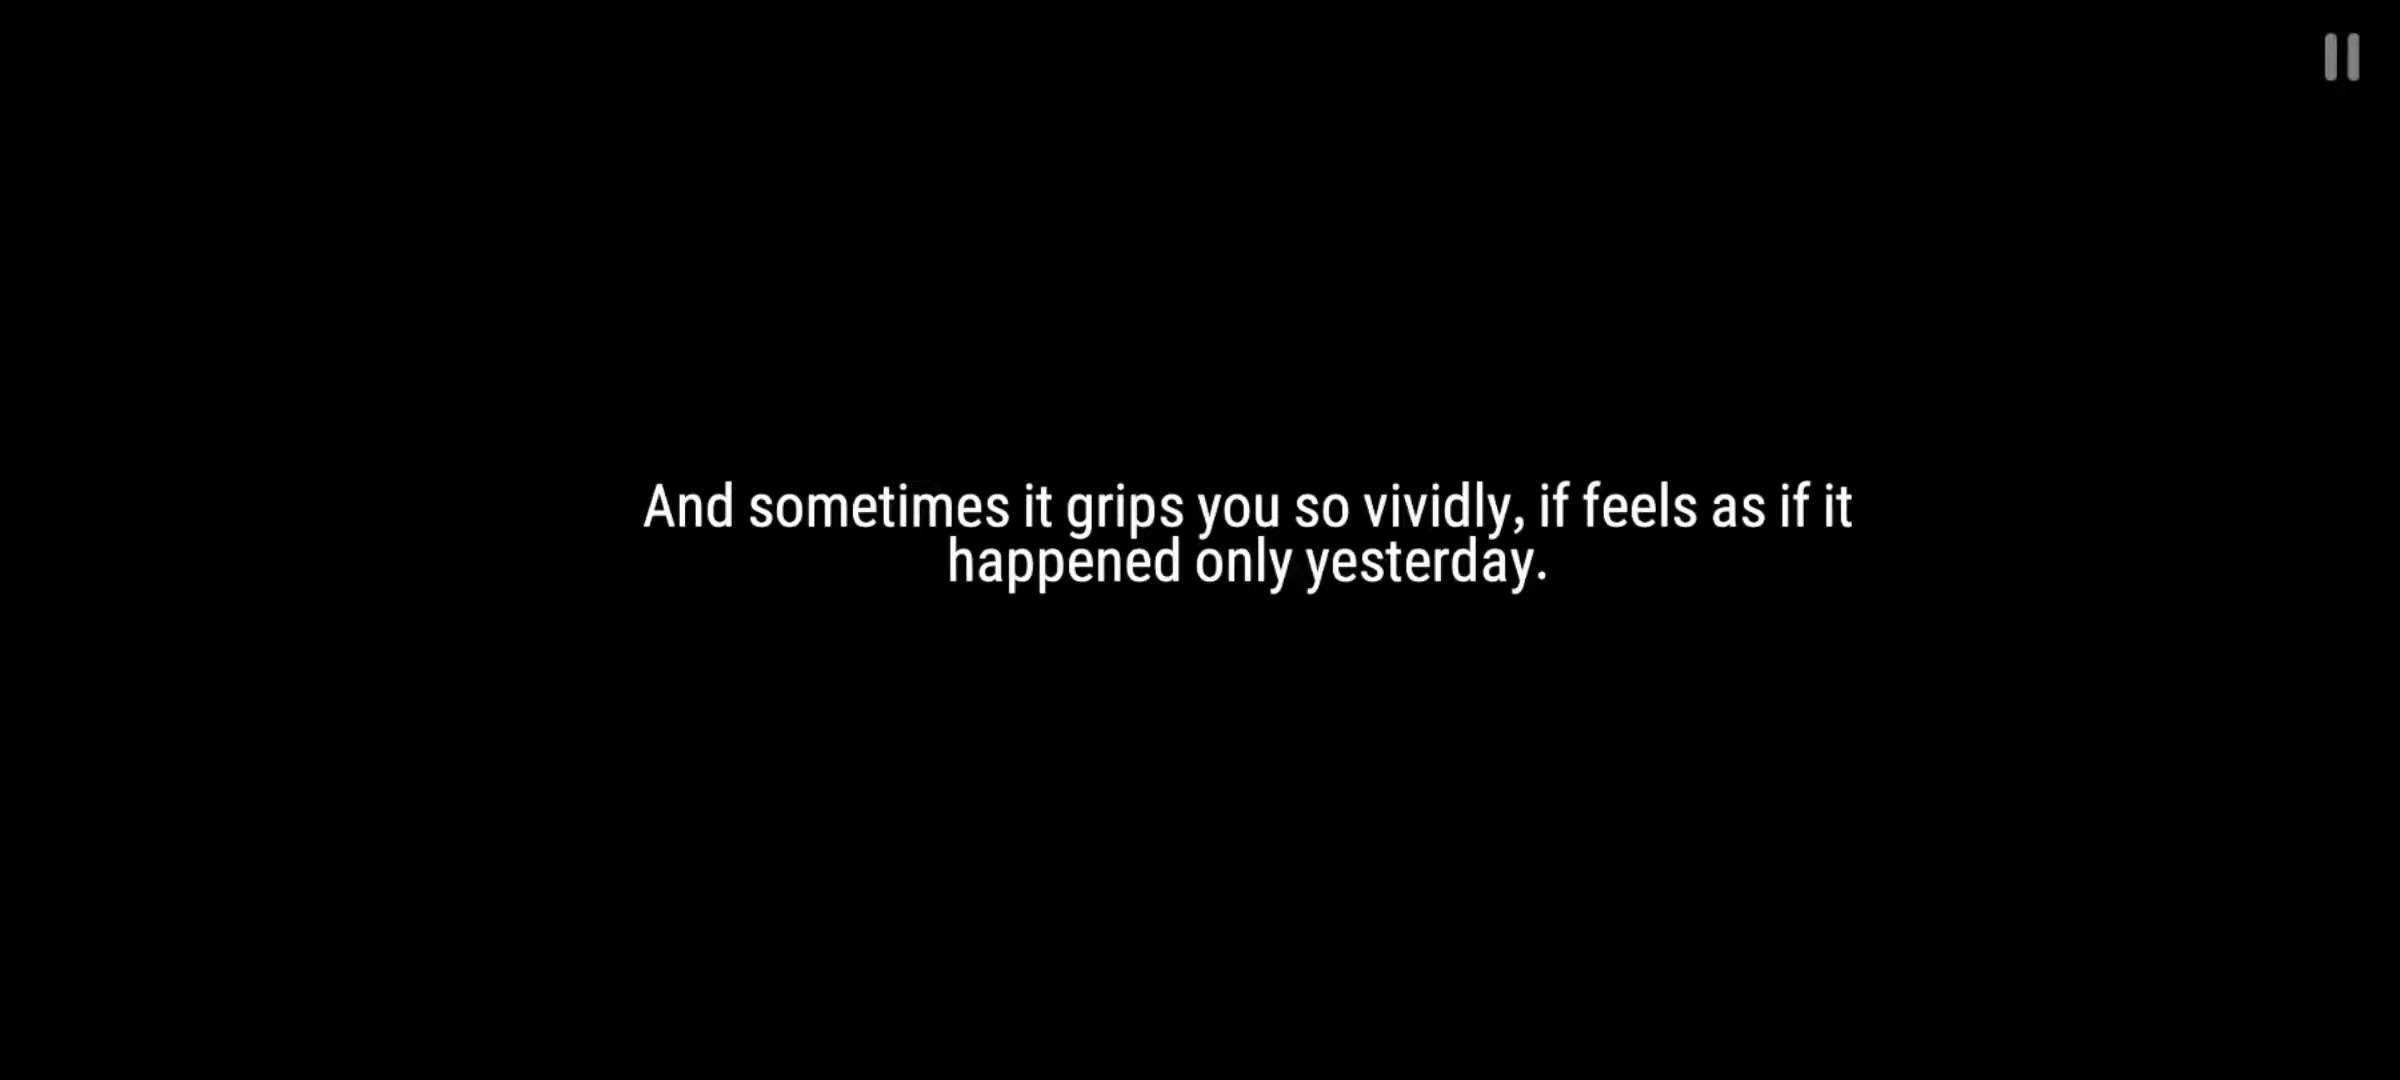 And sometimes it grips you so vividly, if feels as if it
happened only yesterday.